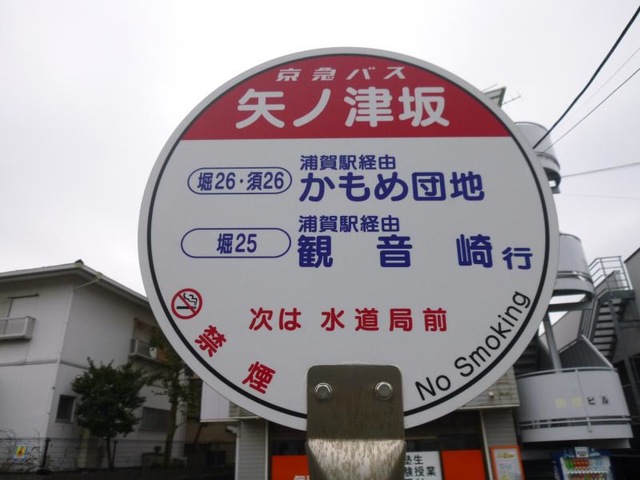 京急バス
矢ノ津坂
堀26・須26
浦賀駅経由
かもめ団地
堀25
浦賀駅経由
観音崎行
次は 水道局前
禁煙
No Smoking
ビル